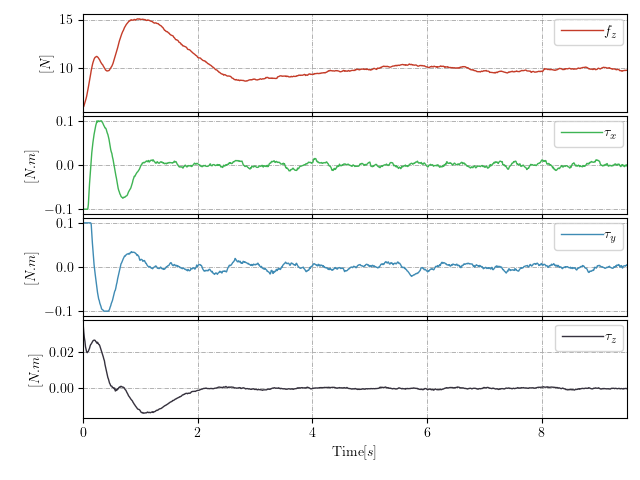 15
10
[N]
f_z
0.1
0.0
−0.1
[N.m]
τ_x
0.1
0.0
−0.1
[N.m]
τ_y
0.02
0.00
[N.m]
τ_z
0 2 4 6 8
Time[s]